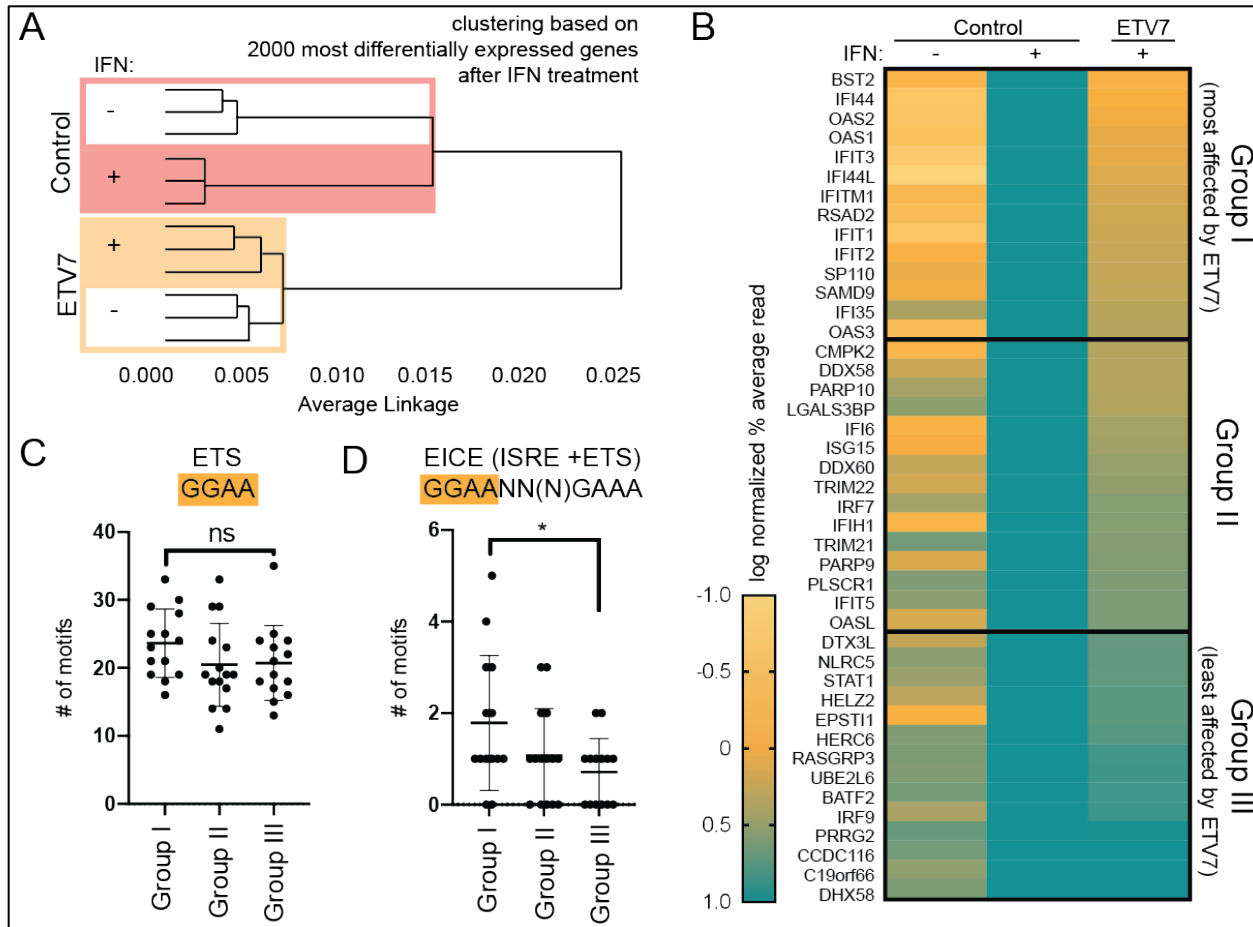 A
clustering based on
2000 most differentially expressed genes
after IFN treatment
IFN:
Control
-
+
ETV7
+
-
0.000 0.005 0.010 0.015 0.020 0.025
Average Linkage
B
Control ETV7
IFN: - + +
BST2
IFI44
OAS2
OAS1
IFIT3
IFI44L
IFITM1
RSAD2
IFIT1
IFIT2
SP110
SAMD9
IFI35
OAS3
CMPK2
DDX58
PARP10
LGALS3BP
IFI6
ISG15
DDX60
TRIM22
IRF7
IFIH1
TRIM21
PARP9
PLSCR1
IFIT5
OASL
DTX3L
NLRC5
STAT1
HELZ2
EPSTI1
HERC6
RASGRP3
UBE2L6
BATF2
IRF9
PRRG2
CCDC116
C19orf66
DHX58
Group I
(most affected by ETV7)
Group II
Group III
(least affected by ETV7)
log normalized % average read
-1.0
-0.5
0
0.5
1.0
C
ETS
GGAA
ns
# of motifs
40
30
20
10
0
Group I
Group II
Group III
D
EICE (ISRE +ETS)
GGAANN(N)GAAA
*
# of motifs
6
4
2
0
Group I
Group II
Group III